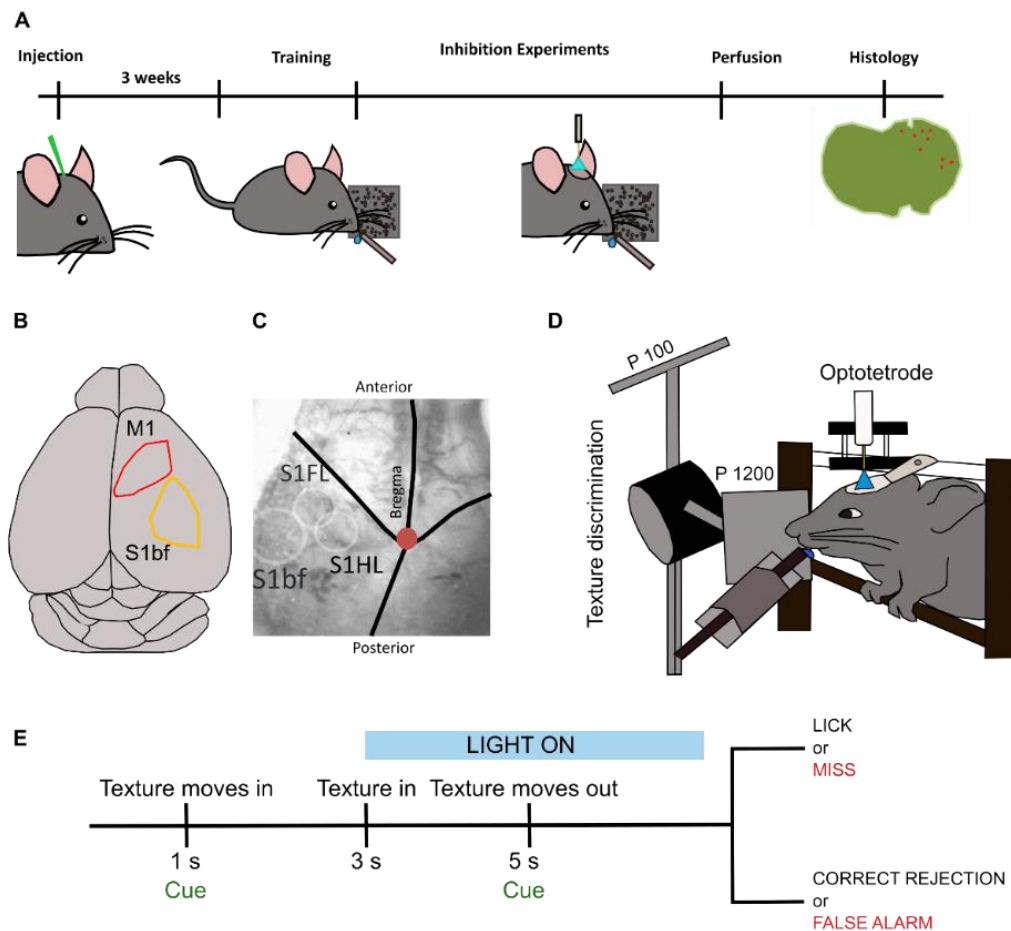 A
Injection
3 weeks
Training
Inhibition Experiments
Perfusion
Histology
B
M1
S1bf
C
Anterior
S1FL
Bregma
S1HL
S1bf
Posterior
D
P 100
Optotetrode
P 1200
Texture discrimination
E
LIGHT ON
Texture moves in
Texture in
Texture moves out
1 s
3 s
5 s
Cue
Cue
LICK
or
MISS
CORRECT REJECTION
or
FALSE ALARM